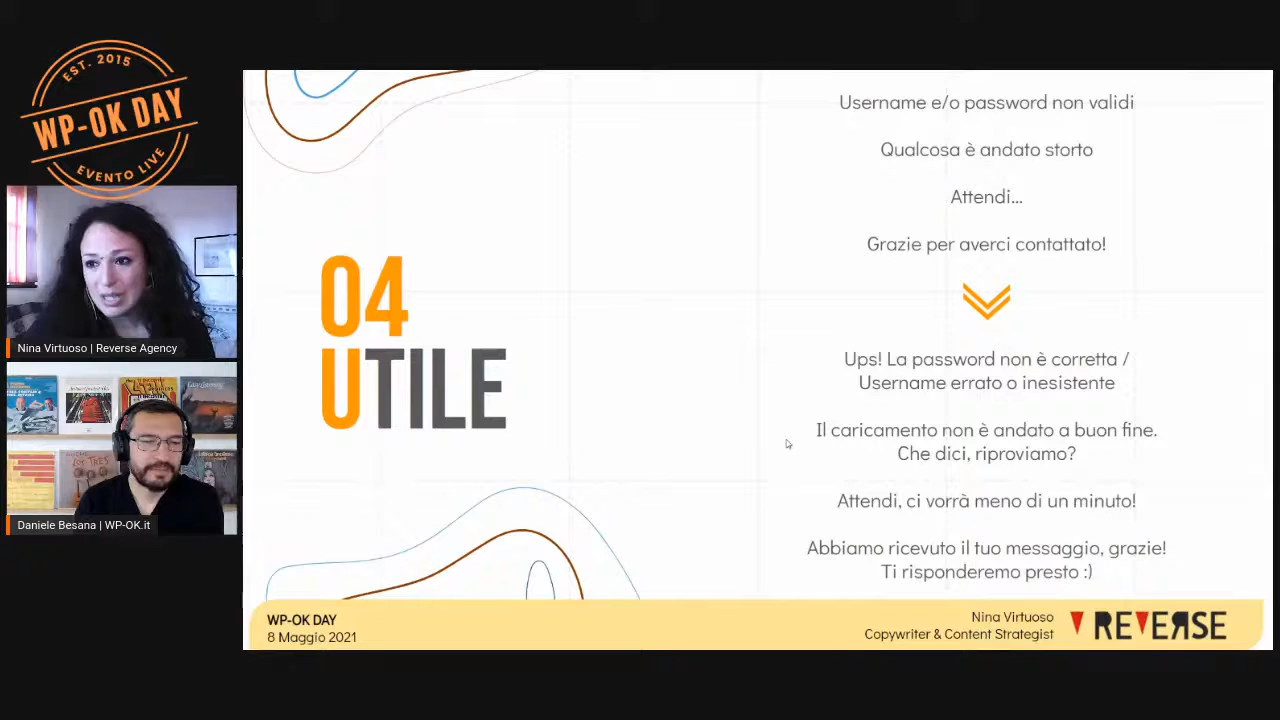 EST. 2015
WP-OK DAY
EVENTO LIVE
Nina Virtuoso | Reverse Agency
Daniele Besana | WP-OK.it
04
UTILE
Username e/o password non validi
Qualcosa è andato storto
Attendi...
Grazie per averci contattato!
Ups! La password non è corretta /
Username errato o inesistente
Il caricamento non è andato a buon fine.
Che dici, riproviamo?
Attendi, ci vorrà meno di un minuto!
Abbiamo ricevuto il tuo messaggio, grazie!
Ti risponderemo presto :)
WP-OK DAY
8 Maggio 2021
Nina Virtuoso
Copywriter & Content Strategist
REVERSE